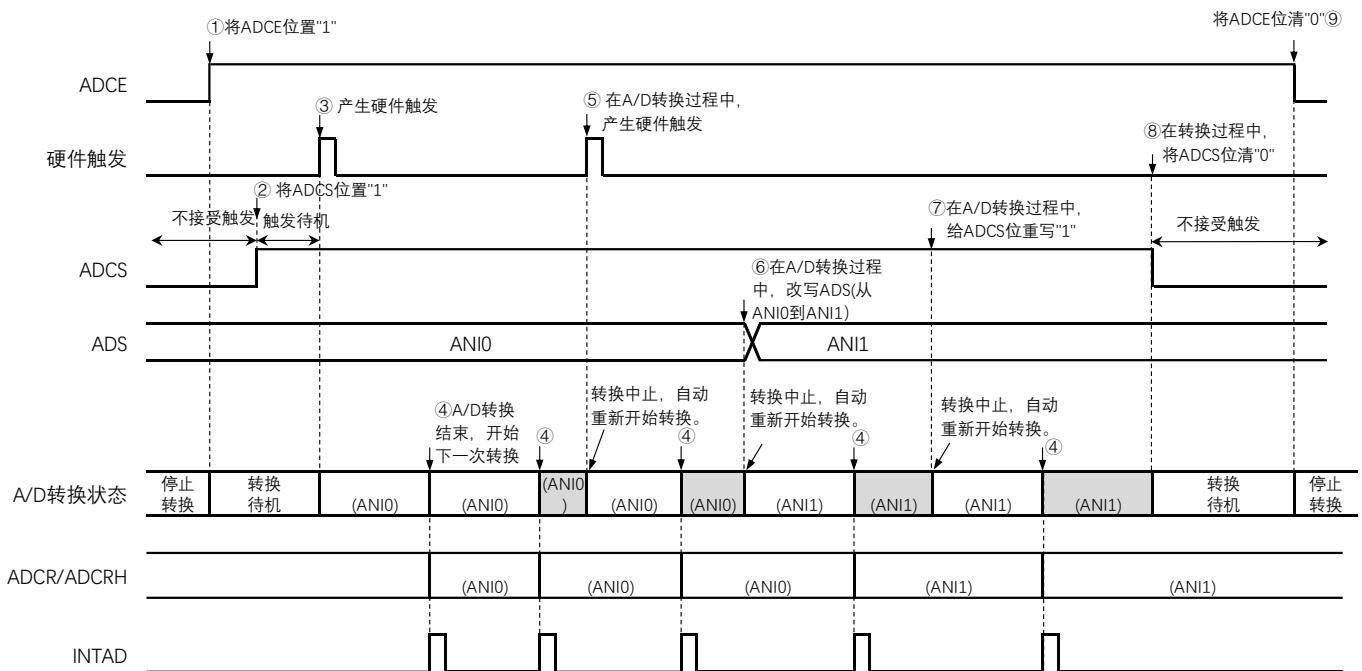 ①将ADCE位置"1"
将ADCE位清"0"⑨
ADCE
③ 产生硬件触发
⑤ 在A/D转换过程中，
产生硬件触发
⑧在转换过程中，
将ADCS位清"0"
硬件触发
② 将ADCS位置"1"
不接受触发
触发待机
⑦在A/D转换过程中，
给ADCS位重写"1"
不接受触发
ADCS
⑥在A/D转换过程
中，改写ADS(从
ANI0到ANI1)
ADS
ANI0
ANI1
④A/D转换
结束，开始
下一次转换
④
转换中止，自动
重新开始转换。
④
转换中止，自动
重新开始转换。
④
转换中止，自动
重新开始转换。
④
A/D转换状态
停止
转换
转换
待机
(ANI0)
(ANI0)
(ANI0
)
(ANI0)
(ANI0)
(ANI1)
(ANI1)
(ANI1)
(ANI1)
转换
待机
停止
转换
ADCR/ADCRH
(ANI0)
(ANI0)
(ANI0)
(ANI1)
(ANI1)
INTAD